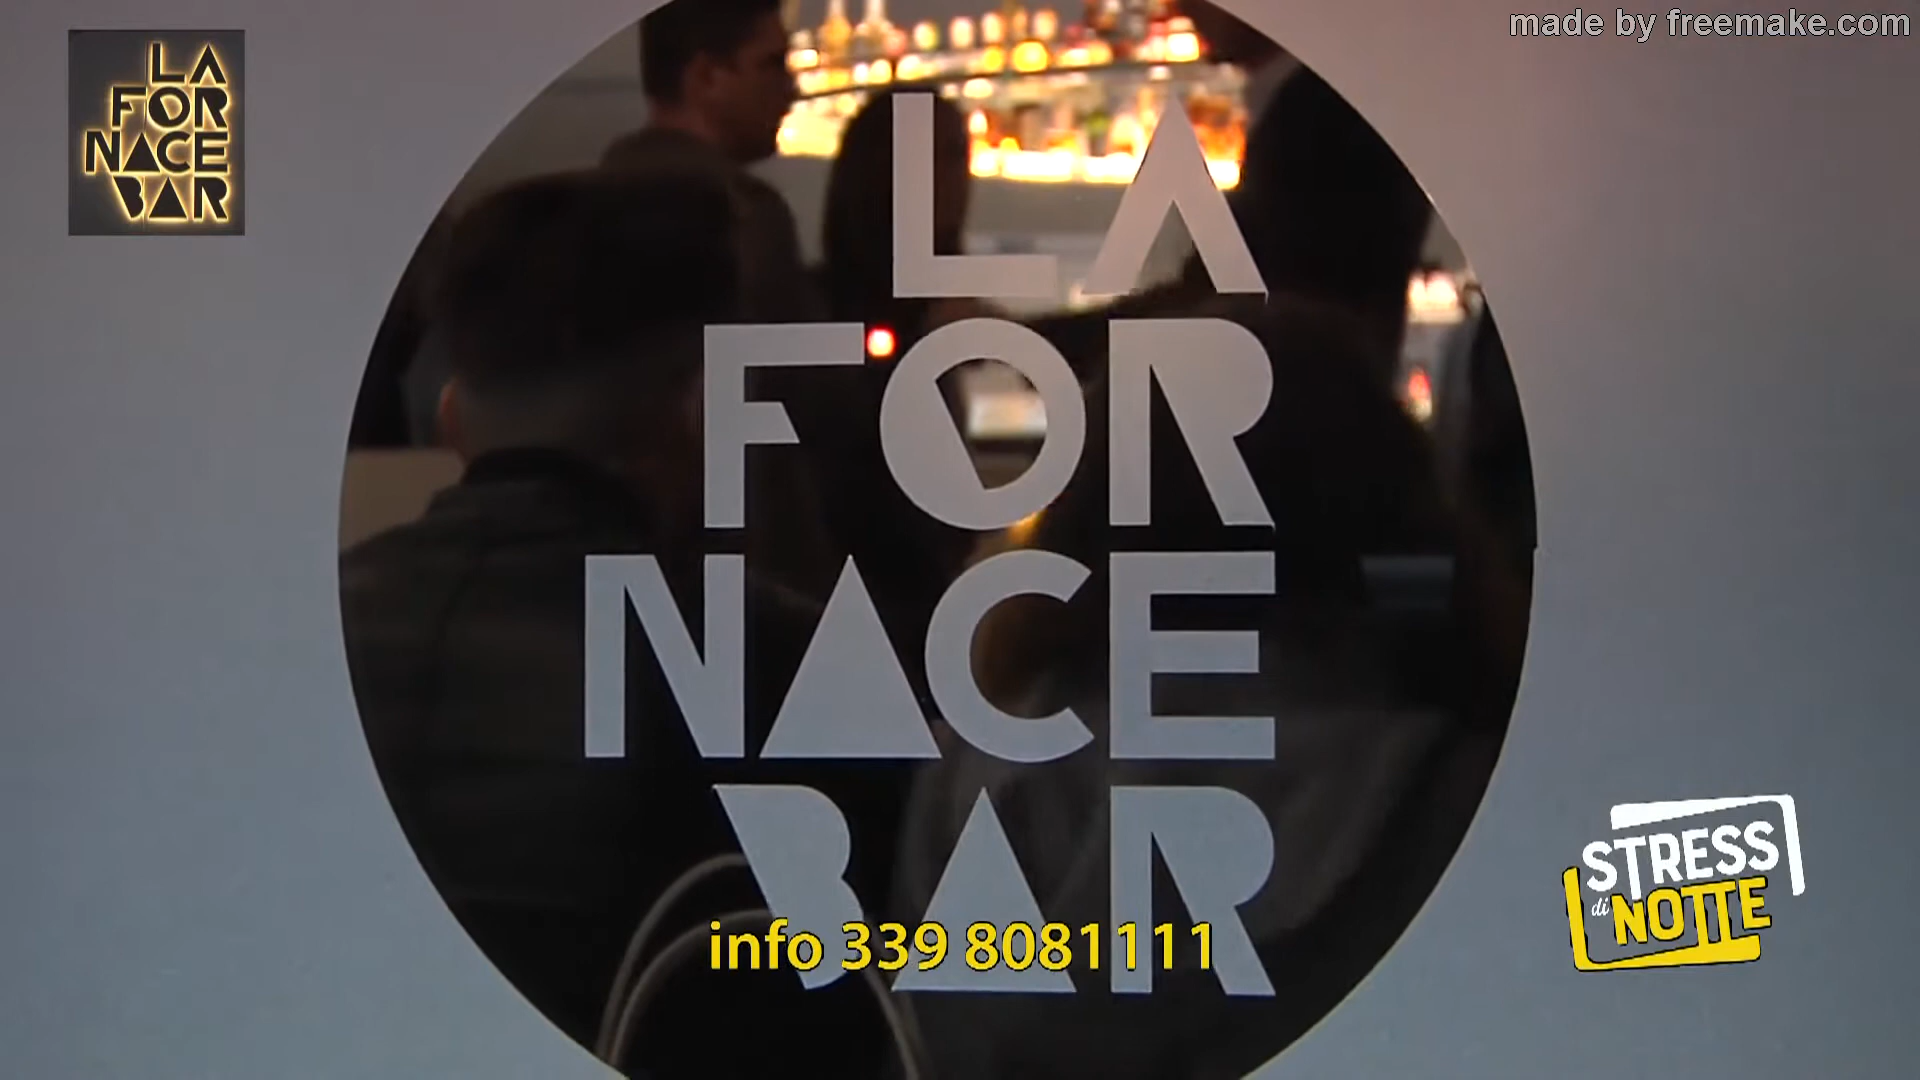 made by freemake.com
LA
FOR
NACE
BAR
LA
FOR
NACE
BAR
info 339 8081111
STRESS
di NOTTE